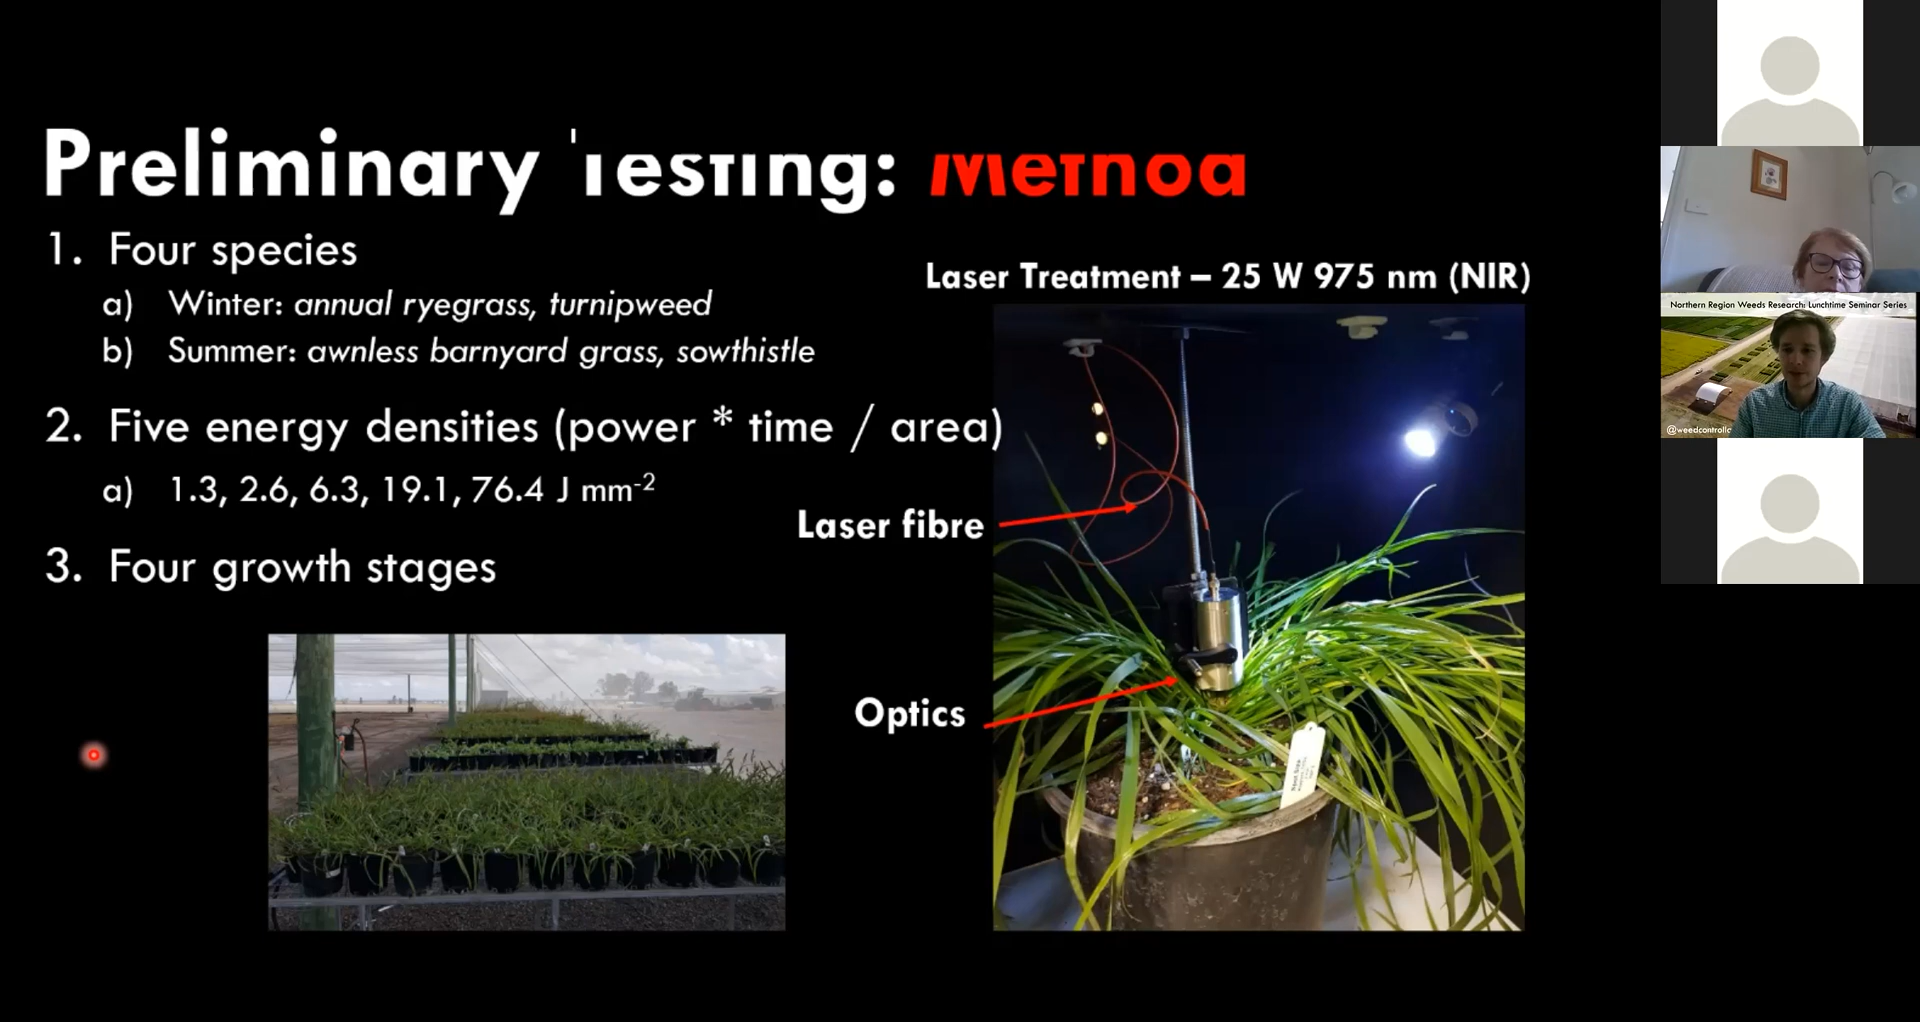 Preliminary Testing: Method
1. Four species
a) Winter: annual ryegrass, turnipweed
b) Summer: awnless barnyard grass, sowthistle
2. Five energy densities (power * time / area)
a) 1.3, 2.6, 6.3, 19.1, 76.4 J mm⁻²
3. Four growth stages
Laser Treatment – 25 W 975 nm (NIR)
Laser fibre
Optics
Northern Region Weeds Research: Lunchtime Seminar Series